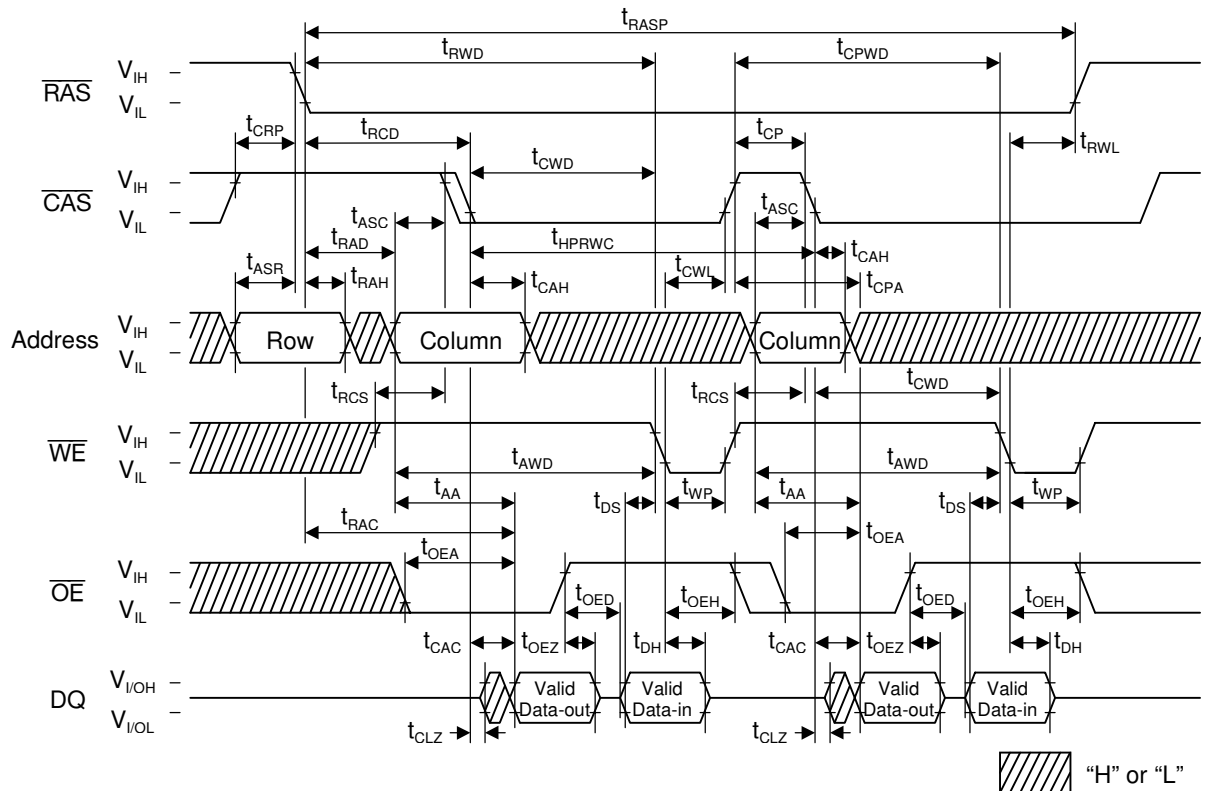 tRASP
tRWD
tCPWD
RAS
VIH
VIL
tCRP
tRCD
tCP
tRWL
tCWD
CAS
VIH
VIL
tASC
tASC
tRAD
tHPRWC
tCAH
tASR
tRAH
tCAH
tCWL
tCPA
Address
VIH
VIL
Row
Column
Column
tRCS
tRCS
tCWD
WE
VIH
VIL
tAWD
tAWD
tAA
tDS
tWP
tAA
tDS
tWP
tRAC
tOEA
tOEA
OE
VIH
VIL
tOED
tOEH
tOED
tOEH
tCAC
tOEZ
tDH
tCAC
tOEZ
tDH
DQ
VI/OH
VI/OL
Valid
Data-out
Valid
Data-in
Valid
Data-out
Valid
Data-in
tCLZ
tCLZ
“H” or “L”